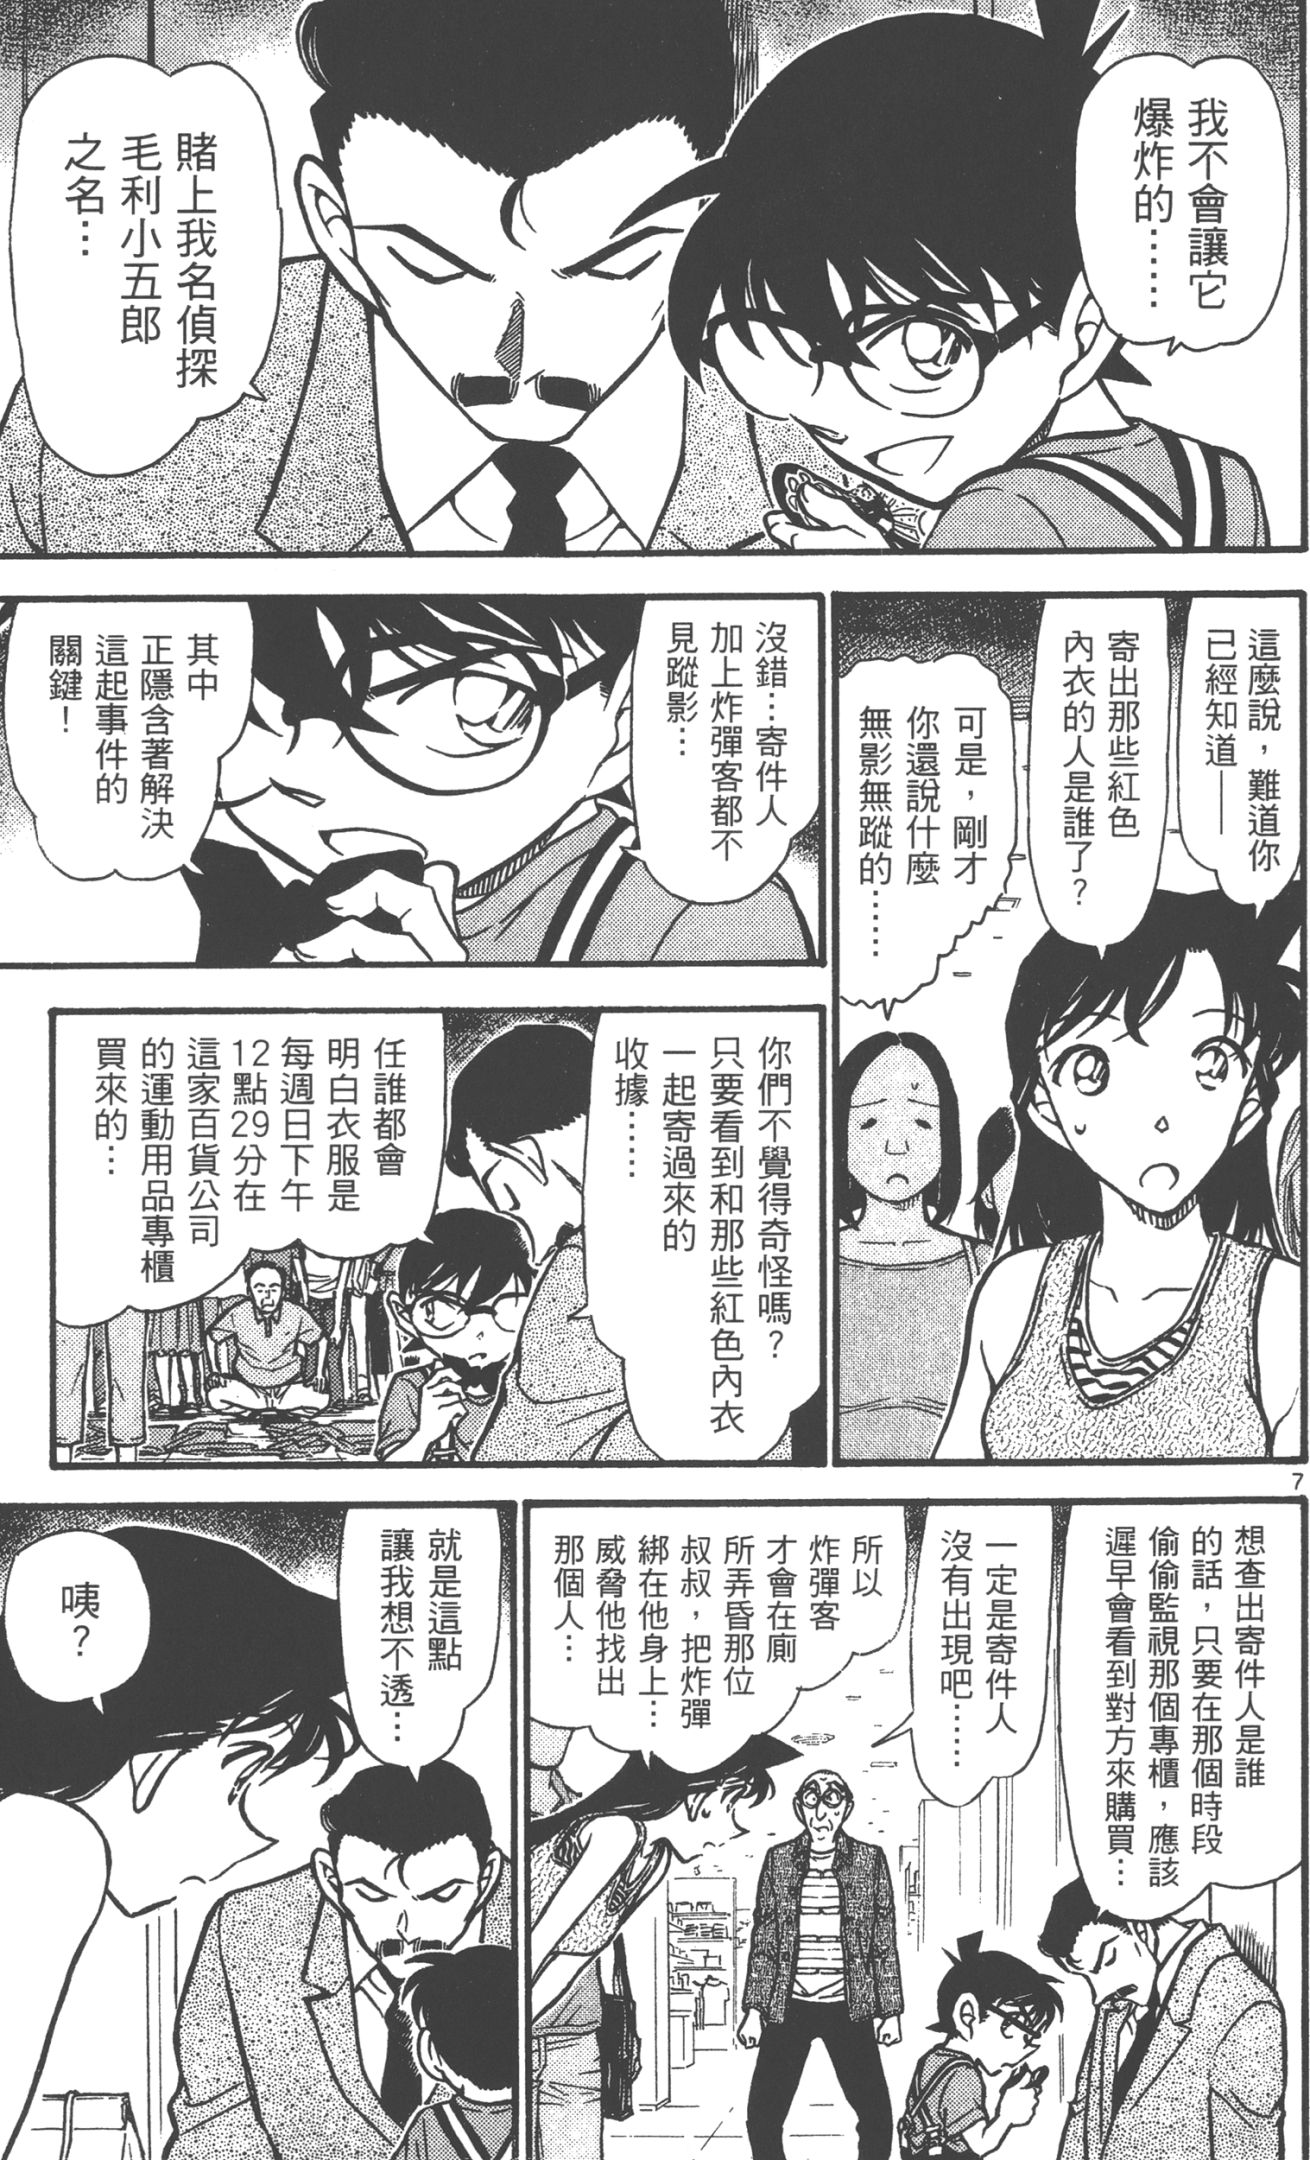 我不會讓它
爆炸的……
賭上我名偵探
毛利小五郎
之名…
這麼說，難道你
已經知道——
寄出那些紅色
內衣的人是誰了？
可是，剛才
你還說什麼
無影無蹤的……
沒錯…寄件人
加上炸彈客都不
見蹤影…
其中
正隱含著解決
這起事件的
關鍵！
你們不覺得奇怪嗎？
只要看到和那些紅色內衣
一起寄過來的
收據……
任誰都會
明白衣服是
每週日下午
12點29分在
這家百貨公司
的運動用品專櫃
買來的…
7
想查出寄件人是誰
的話，只要在那個時段
偷偷監視那個專櫃，應該
遲早會看到對方來購買…
一定是寄件人
沒有出現吧……
所以
炸彈客
才會在廁
所弄昏那位
叔叔，把炸彈
綁在他身上…
威脅他找出
那個人…
就是這點
讓我想不透…
咦？